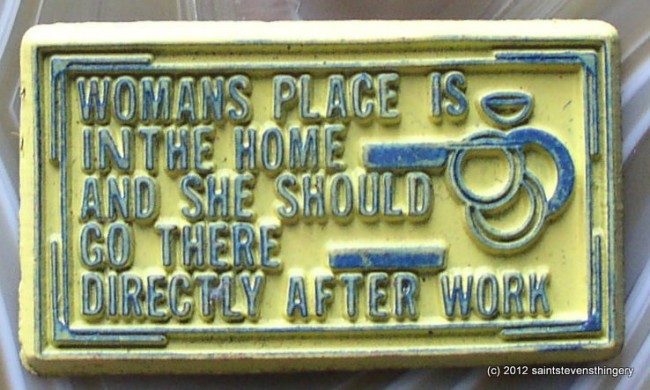 WOMANS PLACE IS
IN THE HOME
AND SHE SHOULD
GO THERE
DIRECTLY AFTER WORK
(c) 2012 saintstevensthingery